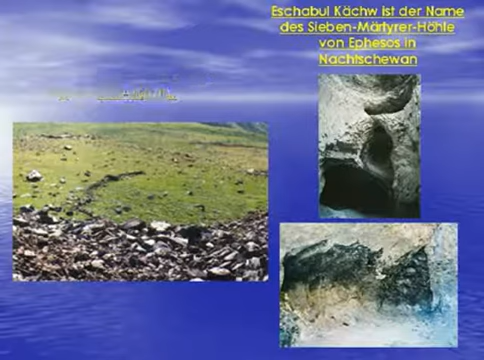 Eschabul Kächw ist der Name
des Sieben-Märtyrer-Höhle
von Ephesos in
Nachtschewan